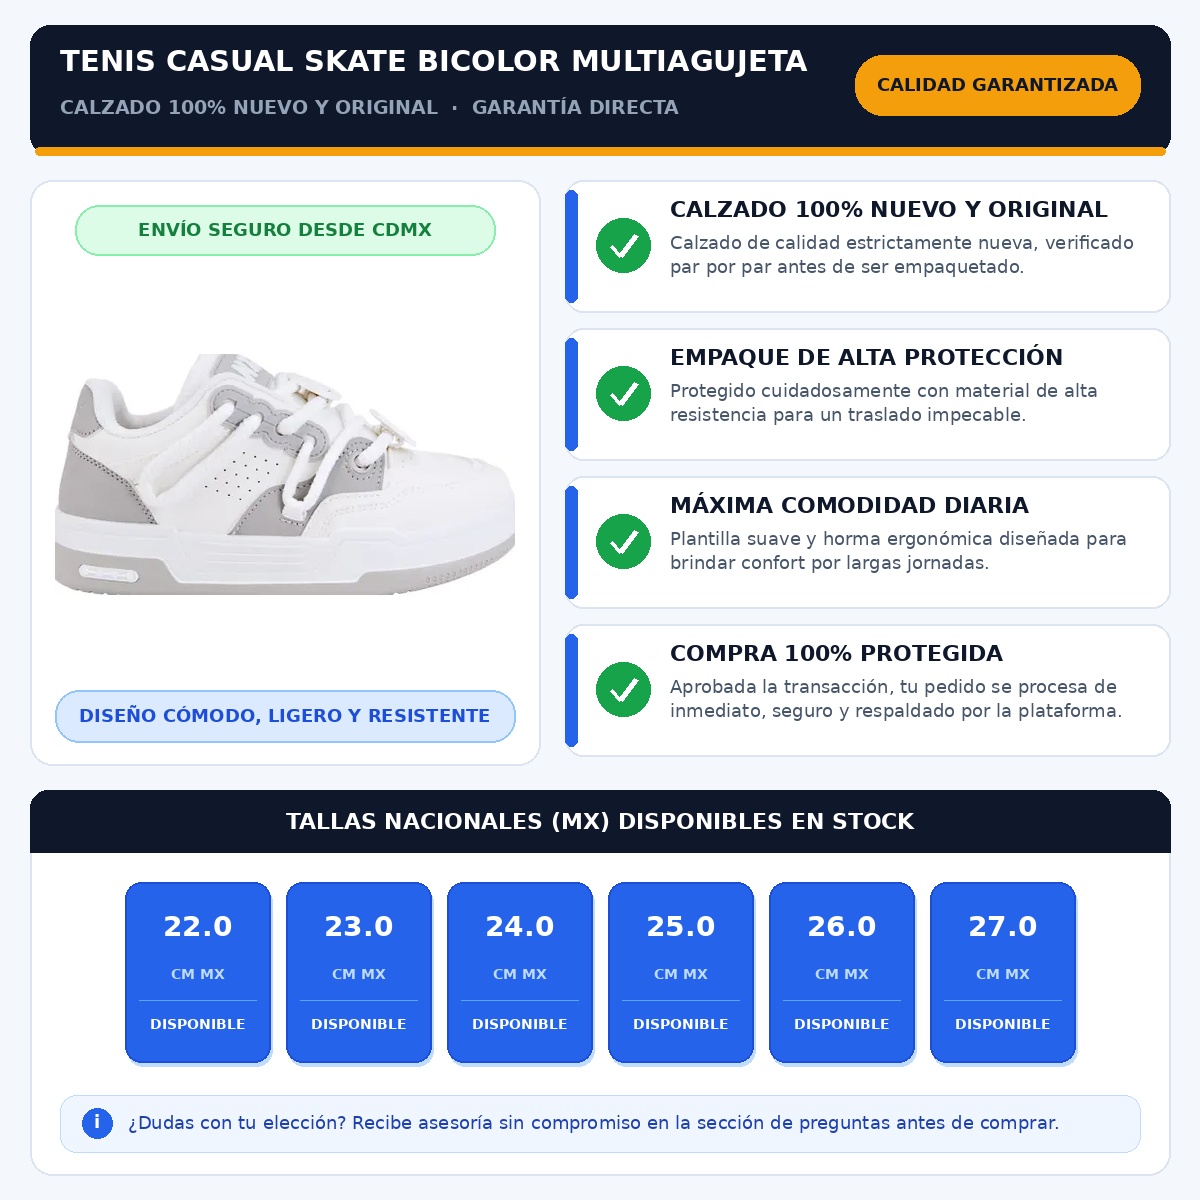 TENIS CASUAL SKATE BICOLOR MULTIAGUJETA
CALZADO 100% NUEVO Y ORIGINAL · GARANTÍA DIRECTA
CALIDAD GARANTIZADA
ENVÍO SEGURO DESDE CDMX
DISEÑO CÓMODO, LIGERO Y RESISTENTE
CALZADO 100% NUEVO Y ORIGINAL
Calzado de calidad estrictamente nueva, verificado
par por par antes de ser empaquetado.
EMPAQUE DE ALTA PROTECCIÓN
Protegido cuidadosamente con material de alta
resistencia para un traslado impecable.
MÁXIMA COMODIDAD DIARIA
Plantilla suave y horma ergonómica diseñada para
brindar confort por largas jornadas.
COMPRA 100% PROTEGIDA
Aprobada la transacción, tu pedido se procesa de
inmediato, seguro y respaldado por la plataforma.
TALLAS NACIONALES (MX) DISPONIBLES EN STOCK
22.0
CM MX
DISPONIBLE
23.0
CM MX
DISPONIBLE
24.0
CM MX
DISPONIBLE
25.0
CM MX
DISPONIBLE
26.0
CM MX
DISPONIBLE
27.0
CM MX
DISPONIBLE
i ¿Dudas con tu elección? Recibe asesoría sin compromiso en la sección de preguntas antes de comprar.